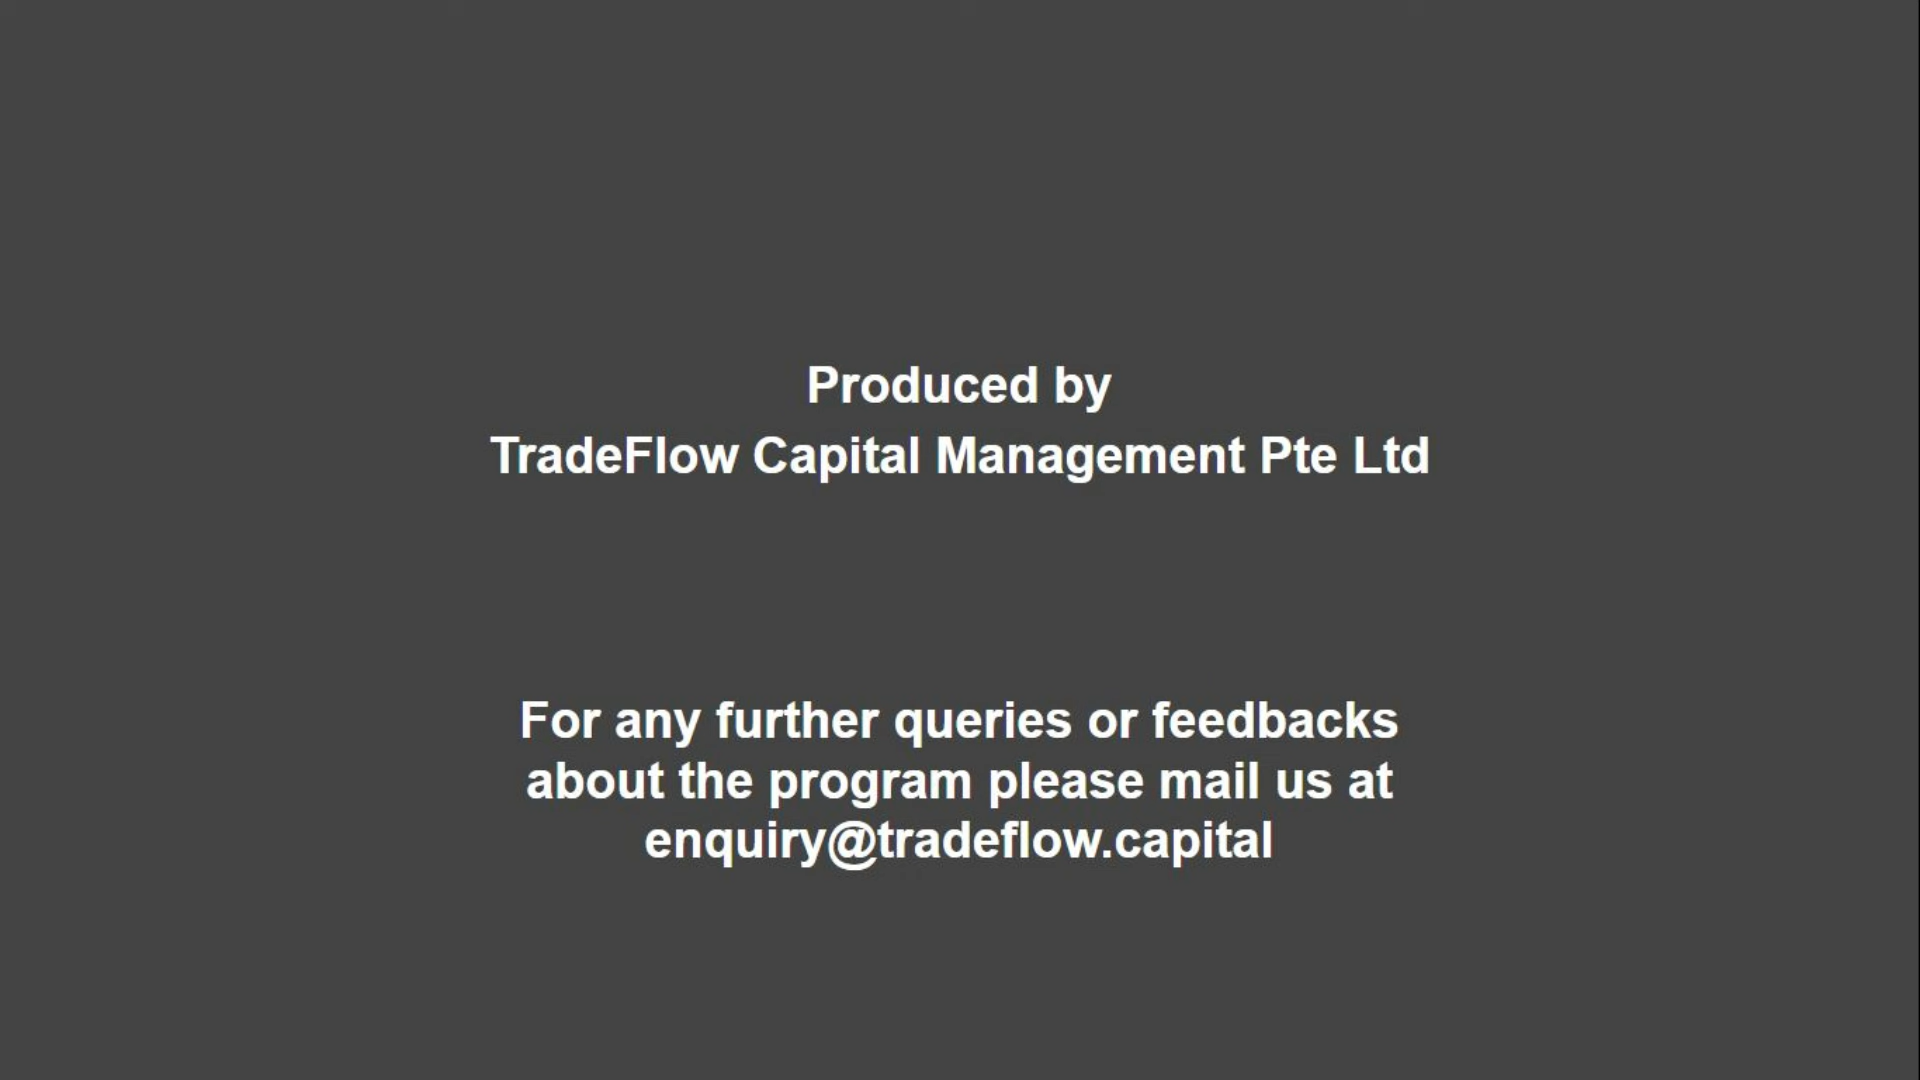 Produced by
TradeFlow Capital Management Pte Ltd
For any further queries or feedbacks
about the program please mail us at
enquiry@tradeflow.capital